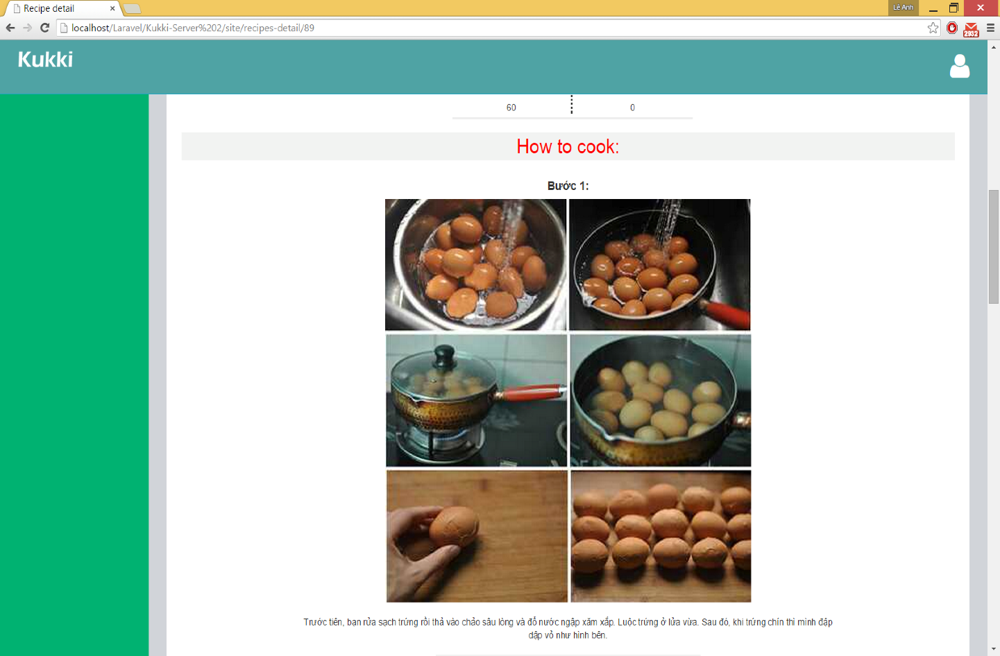 Recipe detail
Lê Anh
localhost/Laravel/Kukki-Server%202/site/recipes-detail/89
2932
Kukki
60 0
How to cook:
Bước 1:
Trước tiên, bạn rửa sạch trứng rồi thả vào chảo sâu lòng và đổ nước ngập xăm xắp. Luộc trứng ở lửa vừa. Sau đó, khi trứng chín thì mình đập
dập vỏ như hình bên.